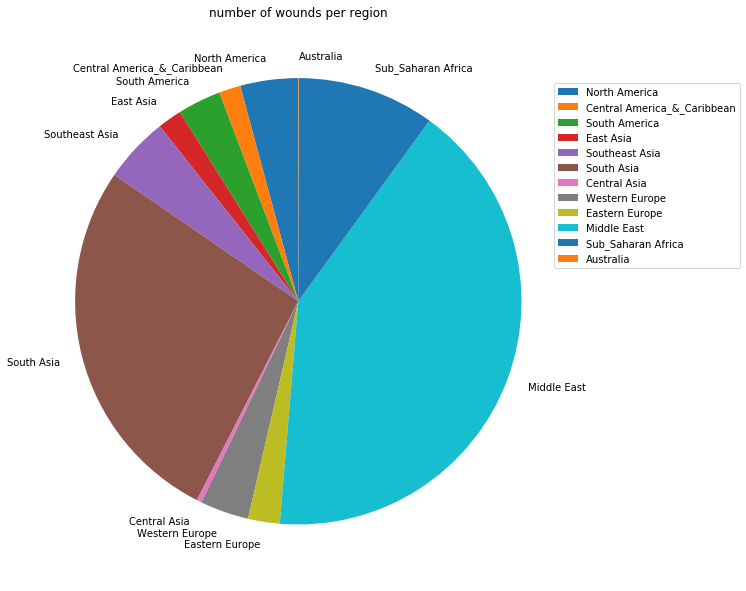 number of wounds per region
North America
Australia
Central America_&_Caribbean
Sub_Saharan Africa
South America
East Asia
Southeast Asia
South Asia
Middle East
Central Asia
Western Europe
Eastern Europe
North America
Central America_&_Caribbean
South America
East Asia
Southeast Asia
South Asia
Central Asia
Western Europe
Eastern Europe
Middle East
Sub_Saharan Africa
Australia